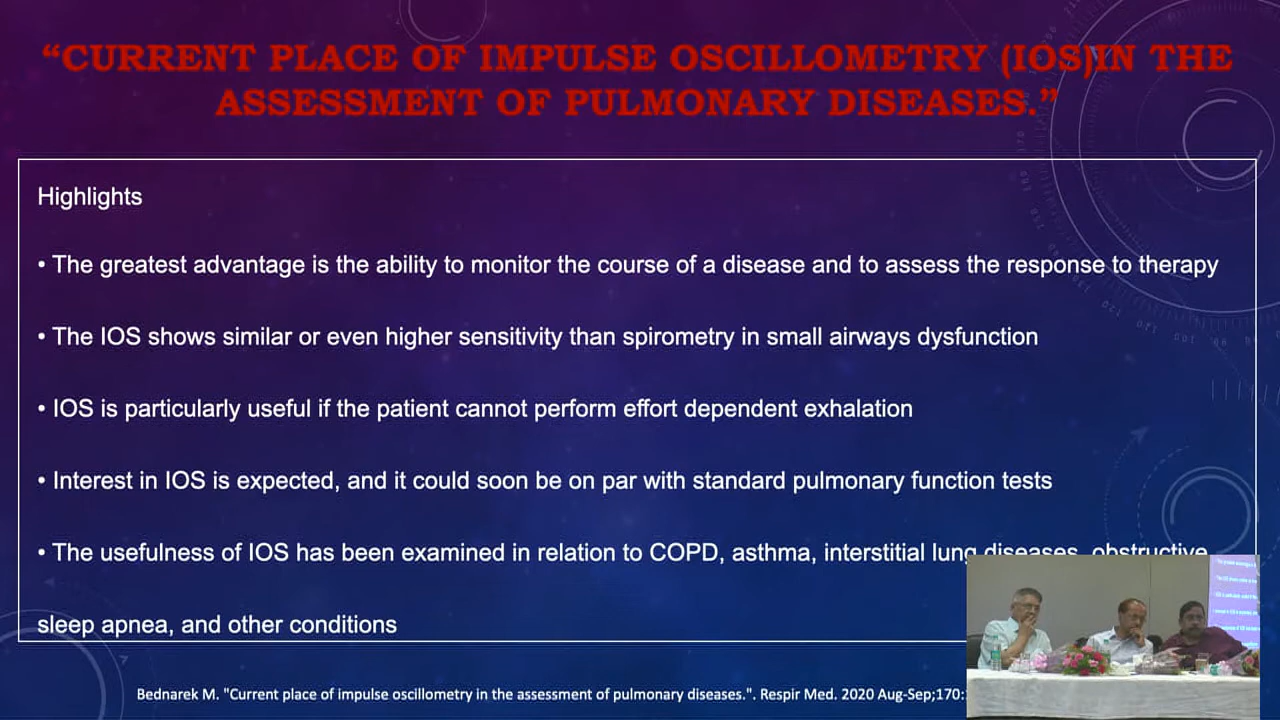 “CURRENT PLACE OF IMPULSE OSCILLOMETRY (IOS)IN THE
ASSESSMENT OF PULMONARY DISEASES.”
Highlights
• The greatest advantage is the ability to monitor the course of a disease and to assess the response to therapy
• The IOS shows similar or even higher sensitivity than spirometry in small airways dysfunction
• IOS is particularly useful if the patient cannot perform effort dependent exhalation
• Interest in IOS is expected, and it could soon be on par with standard pulmonary function tests
• The usefulness of IOS has been examined in relation to COPD, asthma, interstitial lung diseases, obstructive
sleep apnea, and other conditions
Bednarek M. "Current place of impulse oscillometry in the assessment of pulmonary diseases.". Respir Med. 2020 Aug-Sep;170: